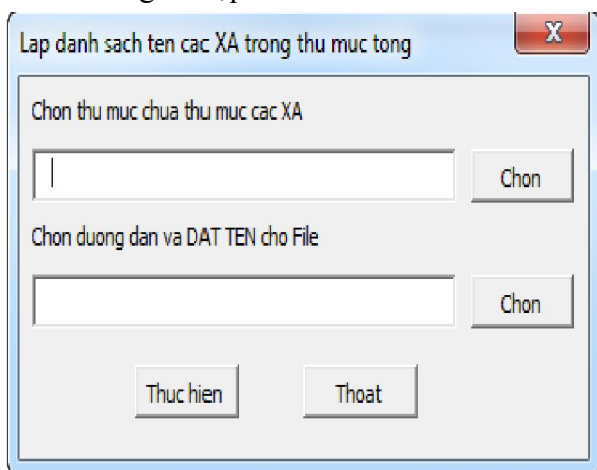 Lap danh sach ten cac XA trong thu muc tong
X
Chon thu muc chua thu muc cac XA
Chon
Chon duong dan va DAT TEN cho File
Chon
Thuc hien
Thoat